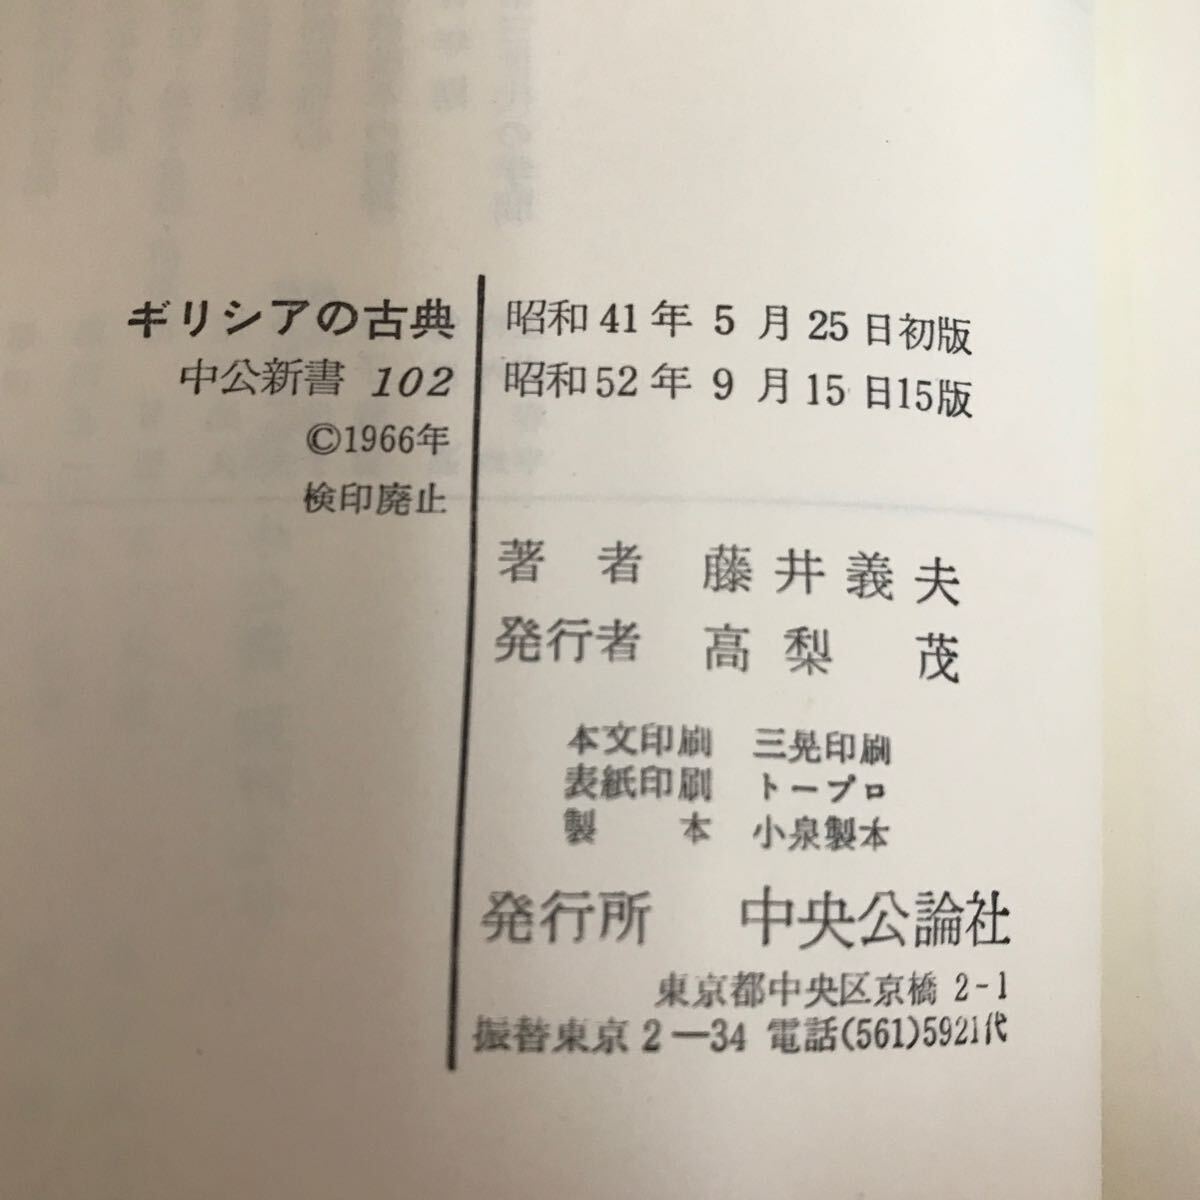 ギリシアの古典
中公新書 102
©1966年
検印廃止
昭和41年 5 月 25 日初版
昭和52年 9 月 15 日15版
著 者 藤井義夫
発行者 高梨 茂
本文印刷 三晃印刷
表紙印刷 トープロ
製 本 小泉製本
発行所 中央公論社
東京都中央区京橋 2-1
振替東京2—34 電話(561)5921代